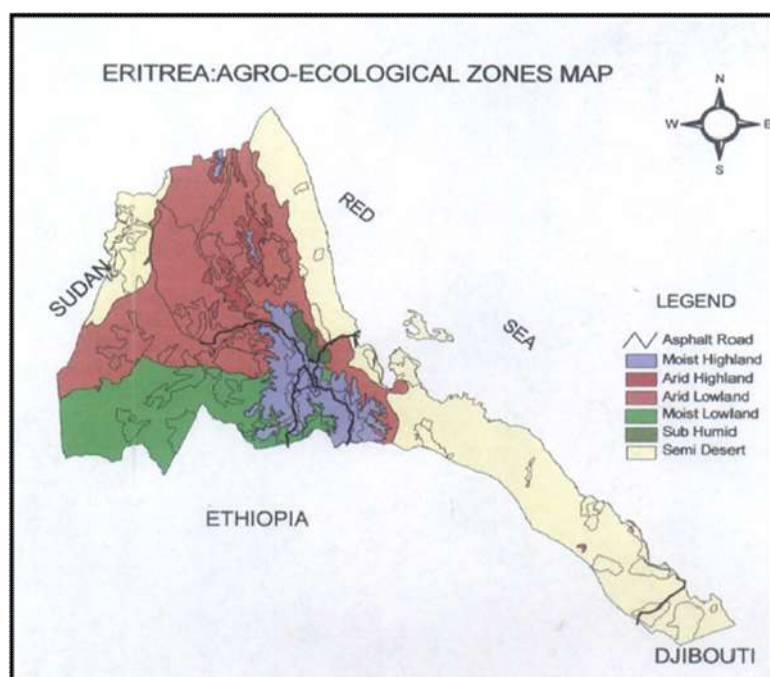 ERITREA:AGRO-ECOLOGICAL ZONES MAP
N
W E
S
RED
SUDAN
SEA
LEGEND
Asphalt Road
Moist Highland
Arid Highland
Arid Lowland
Moist Lowland
Sub Humid
Semi Desert
ETHIOPIA
DJIBOUTI